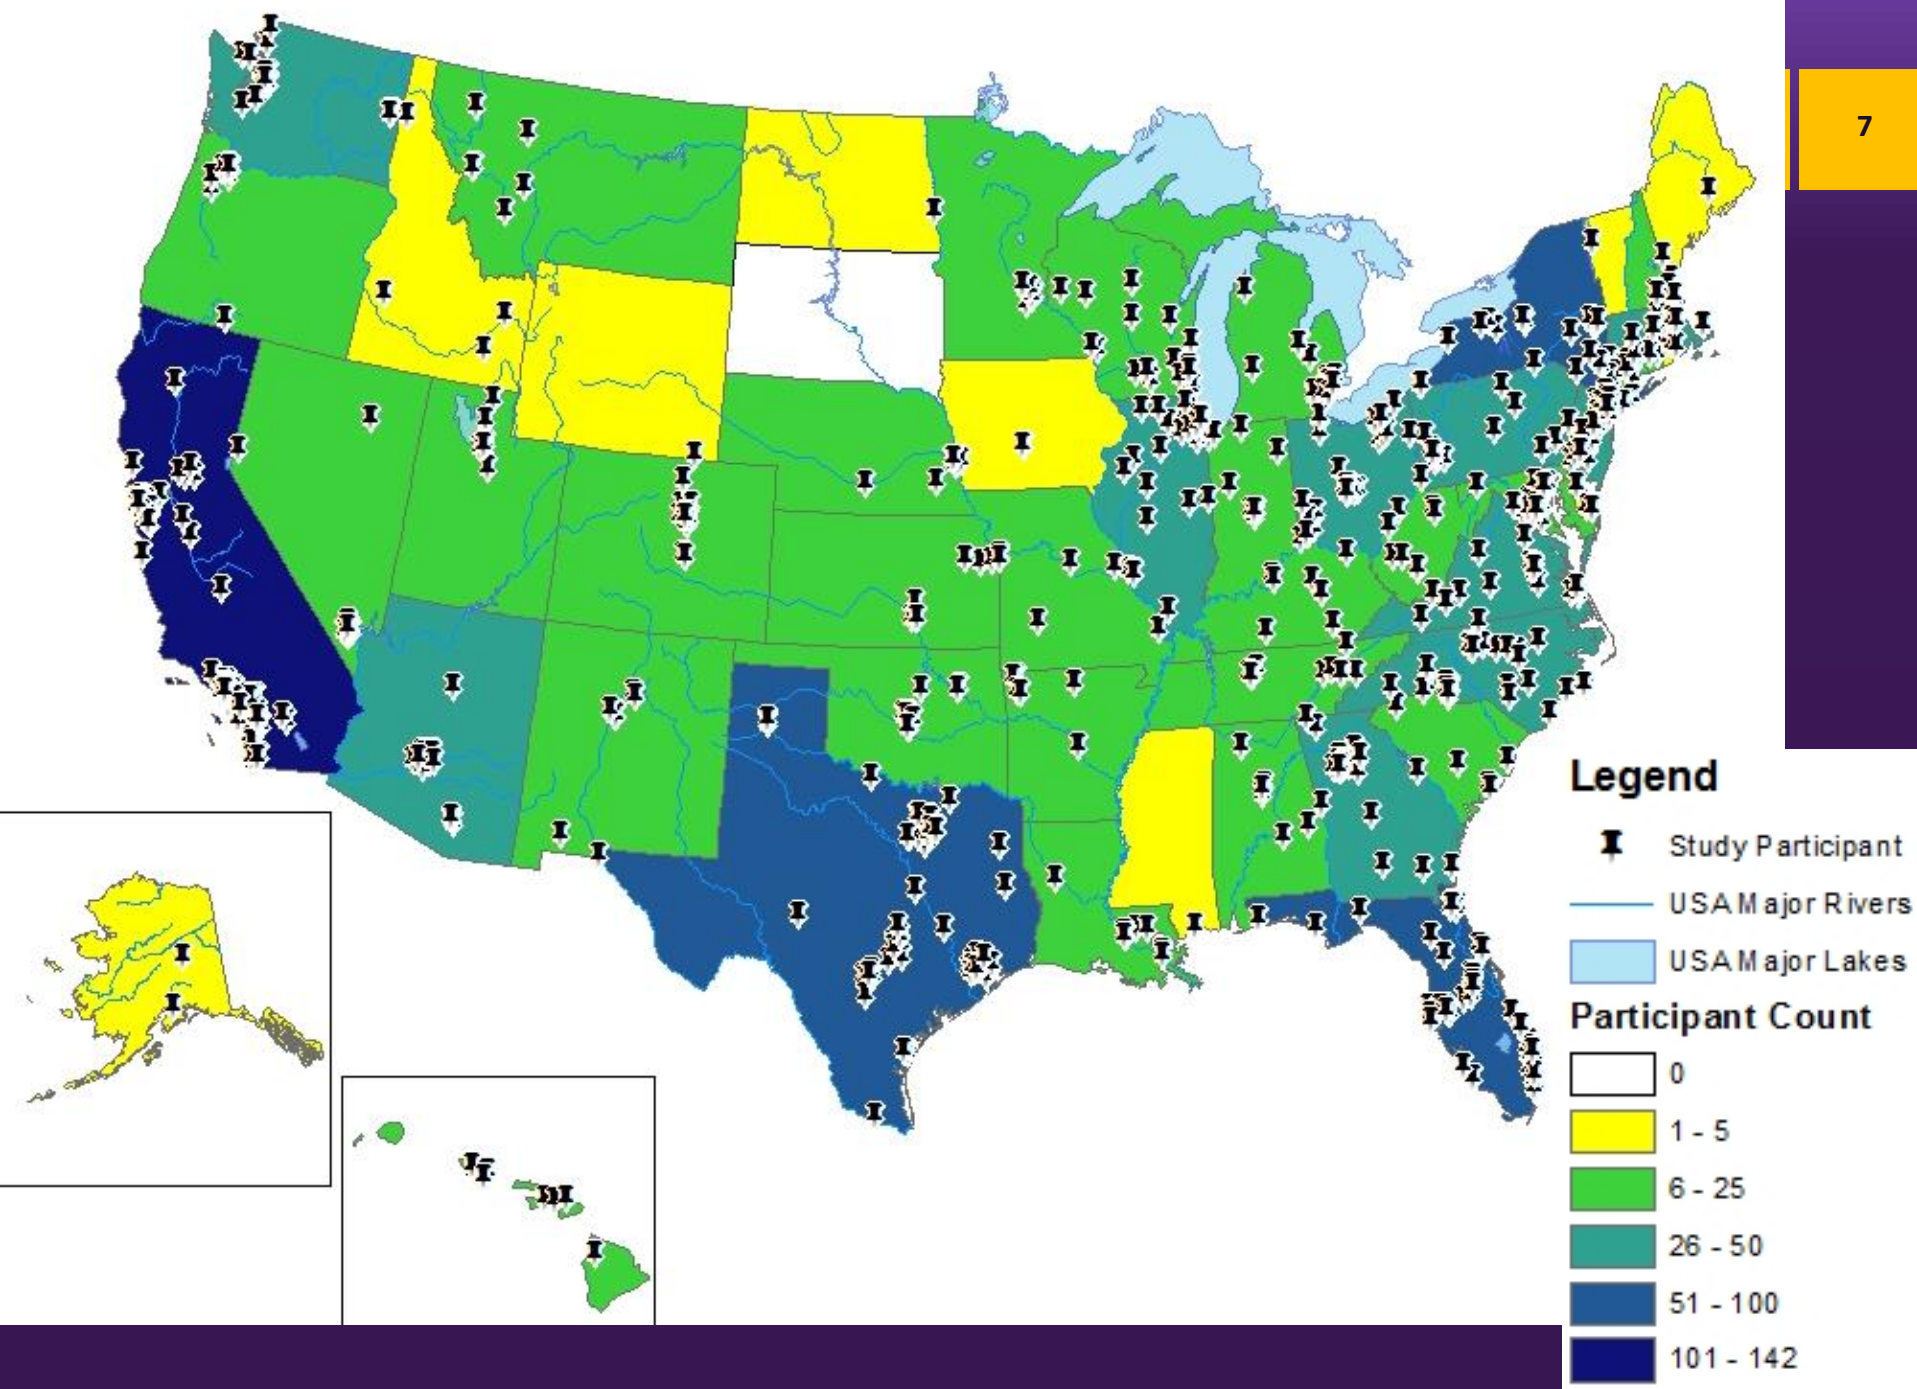 7
Legend
Study Participant
USA Major Rivers
USA Major Lakes
Participant Count
0
1 - 5
6 - 25
26 - 50
51 - 100
101 - 142